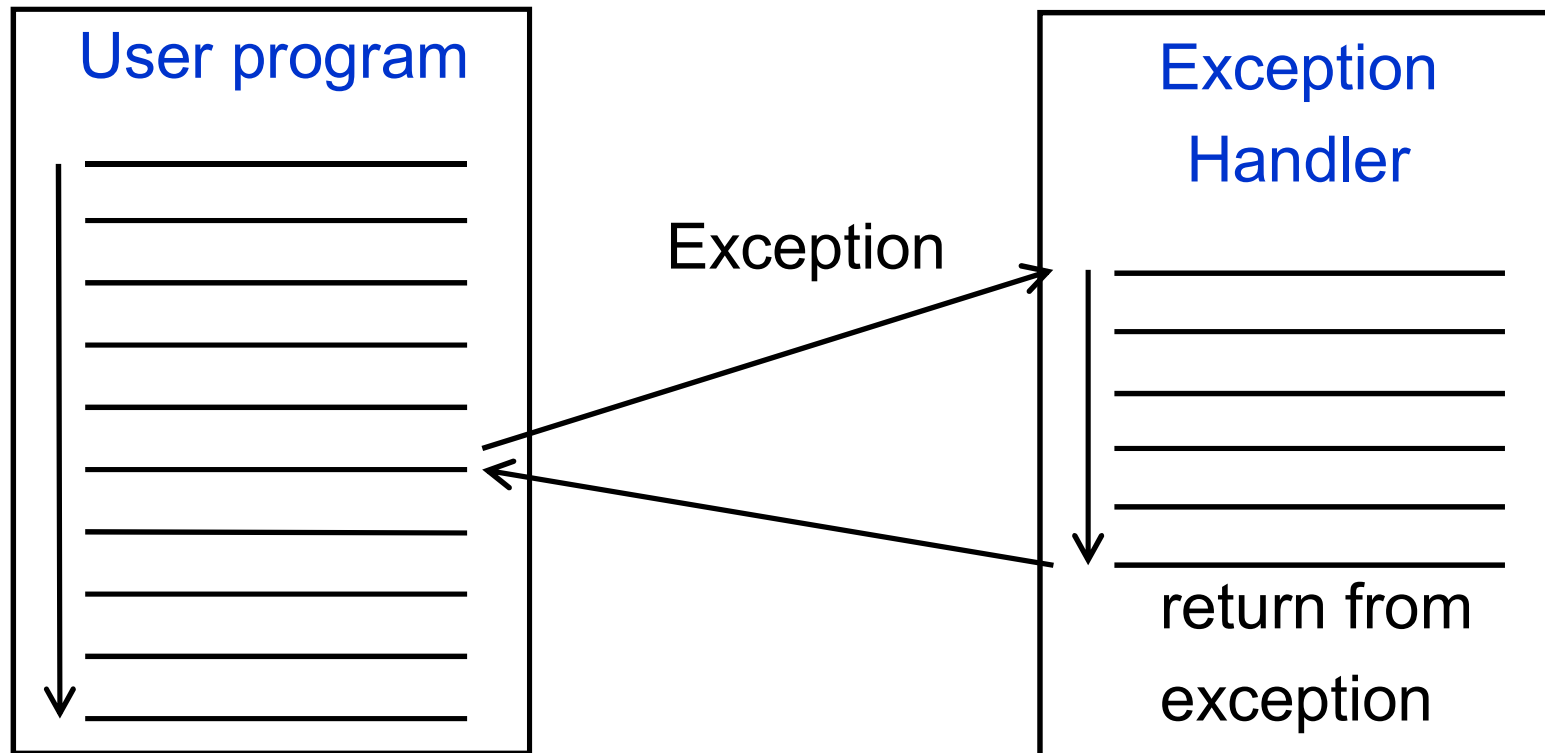 User program
Exception
Handler
Exception
return from
exception